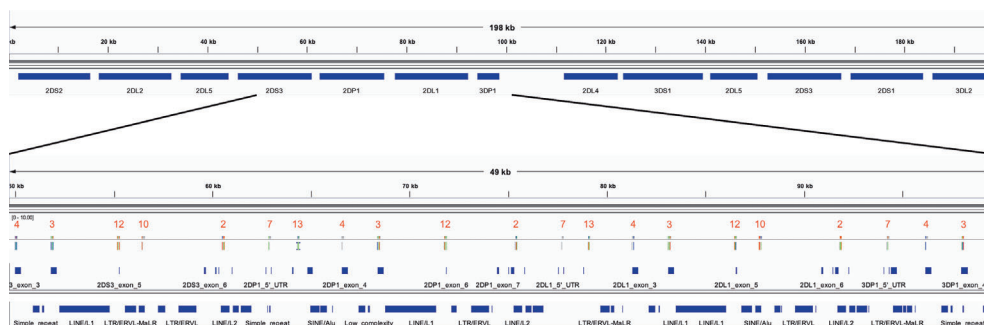 198 kb
kb 20 kb 40 kb 60 kb 80 kb 100 kb 120 kb 140 kb 160 kb 180 kb
2DS2 2DL2 2DL5 2DS3 2DP1 2DL1 3DP1 2DL4 3DS1 2DL5 2DS3 2DS1 3DL2
49 kb
50 kb 60 kb 70 kb 80 kb 90 kb
[0 - 10.00]
4 3 12 10 2 7 13 4 3 12 2 7 13 4 3 12 10 2 7 4 3
3_exon_3 2DS3_exon_5 2DS3_exon_6 2DP1_5'_UTR 2DP1_exon_4 2DP1_exon_6 2DP1_exon_7 2DL1_5'_UTR 2DL1_exon_3 2DL1_exon_5 2DL1_exon_6 3DP1_5'_UTR 3DP1_exon_4
Simple_repeat LINE/L1 LTR/ERVL-MaLR LTR/ERVL LINE/L2 Simple_repeat SINE/Alu Low_complexity LINE/L1 LTR/ERVL LINE/L2 LTR/ERVL-MaLR LINE/L1 LINE/L1 SINE/Alu LTR/ERVL LINE/L2 LTR/ERVL-MaLR Simple_repeat